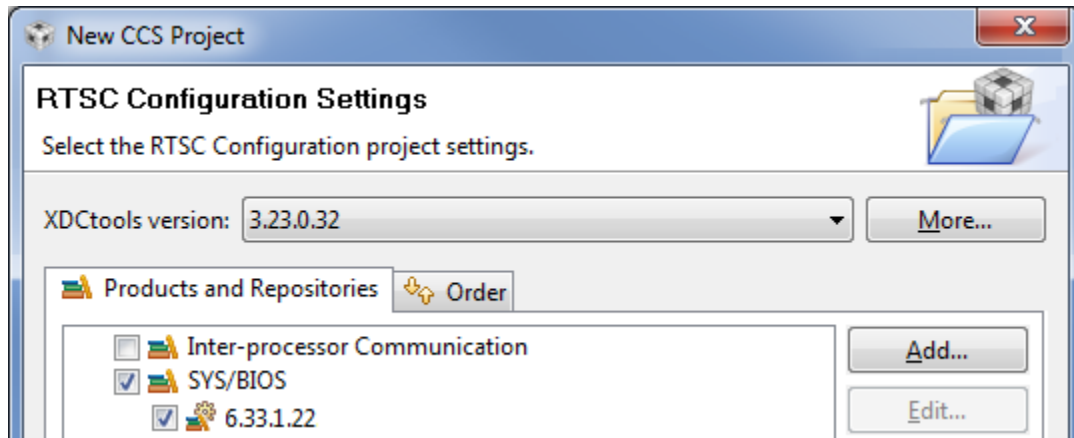 New CCS Project
RTSC Configuration Settings
Select the RTSC Configuration project settings.
XDCtools version: 3.23.0.32 More...
Products and Repositories Order
Inter-processor Communication Add...
SYS/BIOS
6.33.1.22 Edit...